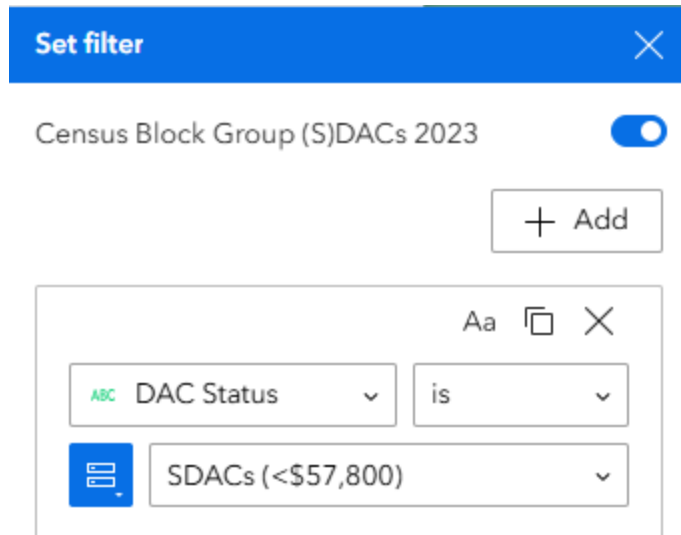 Set filter
Census Block Group (S)DACs 2023
+ Add
Aa
ABC DAC Status
is
SDACs (<$57,800)